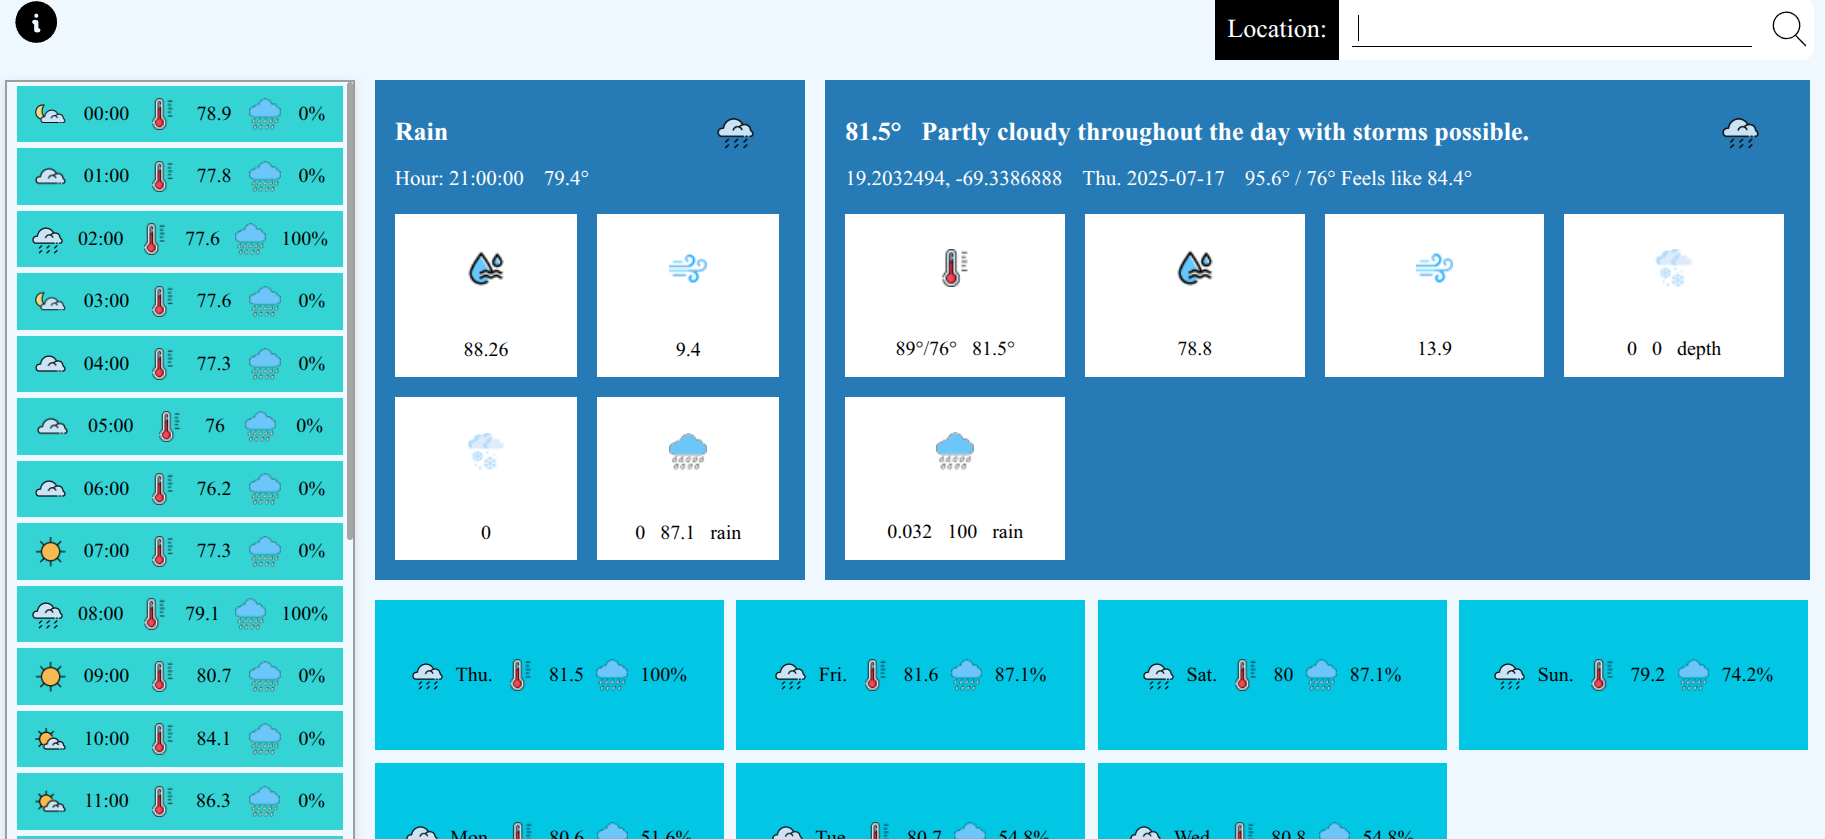 i
Location:
00:00 78.9 0%
01:00 77.8 0%
02:00 77.6 100%
03:00 77.6 0%
04:00 77.3 0%
05:00 76 0%
06:00 76.2 0%
07:00 77.3 0%
08:00 79.1 100%
09:00 80.7 0%
10:00 84.1 0%
11:00 86.3 0%
Rain
Hour: 21:00:00 79.4°
88.26
9.4
0
0 87.1 rain
81.5° Partly cloudy throughout the day with storms possible.
19.2032494, -69.3386888 Thu. 2025-07-17 95.6° / 76° Feels like 84.4°
89°/76° 81.5°
78.8
13.9
0 0 depth
0.032 100 rain
Thu. 81.5 100%
Fri. 81.6 87.1%
Sat. 80 87.1%
Sun. 79.2 74.2%
Mon. 80.6 51.6%
Tue. 80.7 54.8%
Wed. 80.8 54.8%